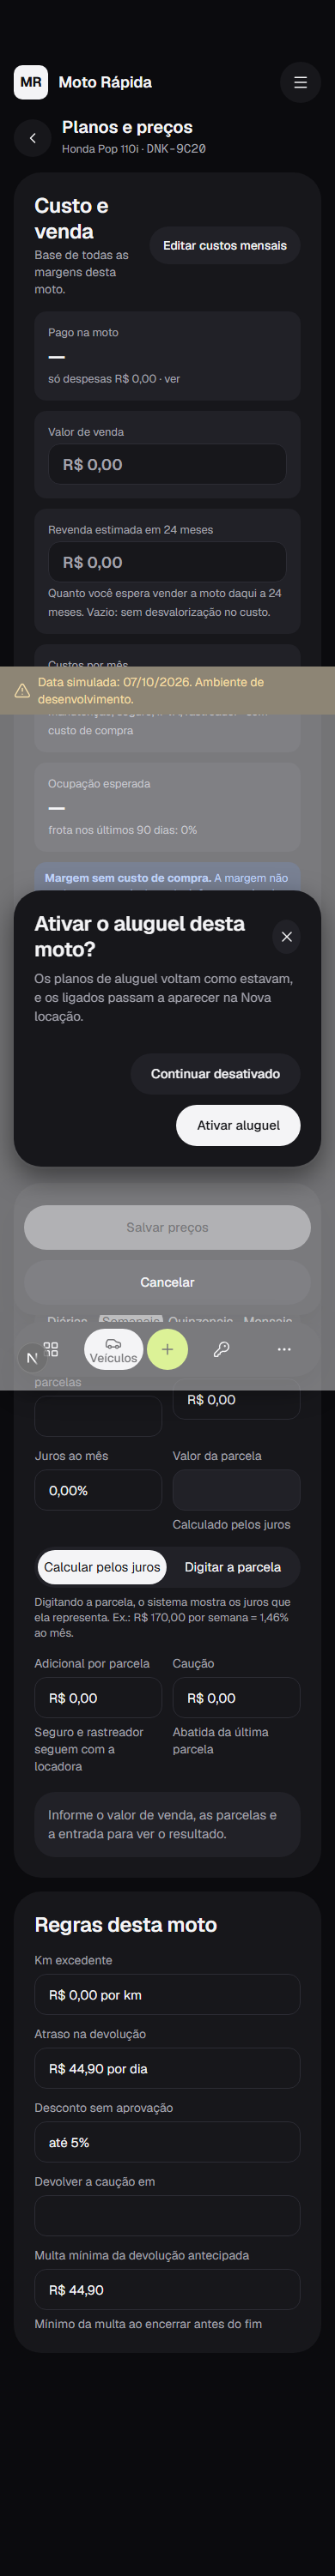 MR Moto Rápida
Planos e preços
Honda Pop 110i · DNK-9C20
Custo e
venda
Base de todas as
margens desta
moto.
Editar custos mensais
Pago na moto
—
só despesas R$ 0,00 · ver
Valor de venda
R$ 0,00
Revenda estimada em 24 meses
R$ 0,00
Quanto você espera vender a moto daqui a 24
meses. Vazio: sem desvalorização no custo.
Custos por mês
Data simulada: 07/10/2026. Ambiente de
desenvolvimento.
custo de compra
Ocupação esperada
—
frota nos últimos 90 dias: 0%
Margem sem custo de compra. A margem não
Ativar o aluguel desta
moto?
Os planos de aluguel voltam como estavam,
e os ligados passam a aparecer na Nova
locação.
Continuar desativado
Ativar aluguel
Salvar preços
Cancelar
Diárias Semanais Quinzenais Mensais
N
Veículos
parcelas
R$ 0,00
Juros ao mês
0,00%
Valor da parcela
Calculado pelos juros
Calcular pelos juros
Digitar a parcela
Digitando a parcela, o sistema mostra os juros que
ela representa. Ex.: R$ 170,00 por semana = 1,46%
ao mês.
Adicional por parcela
R$ 0,00
Seguro e rastreador
seguem com a
locadora
Caução
R$ 0,00
Abatida da última
parcela
Informe o valor de venda, as parcelas e
a entrada para ver o resultado.
Regras desta moto
Km excedente
R$ 0,00 por km
Atraso na devolução
R$ 44,90 por dia
Desconto sem aprovação
até 5%
Devolver a caução em
Multa mínima da devolução antecipada
R$ 44,90
Mínimo da multa ao encerrar antes do fim